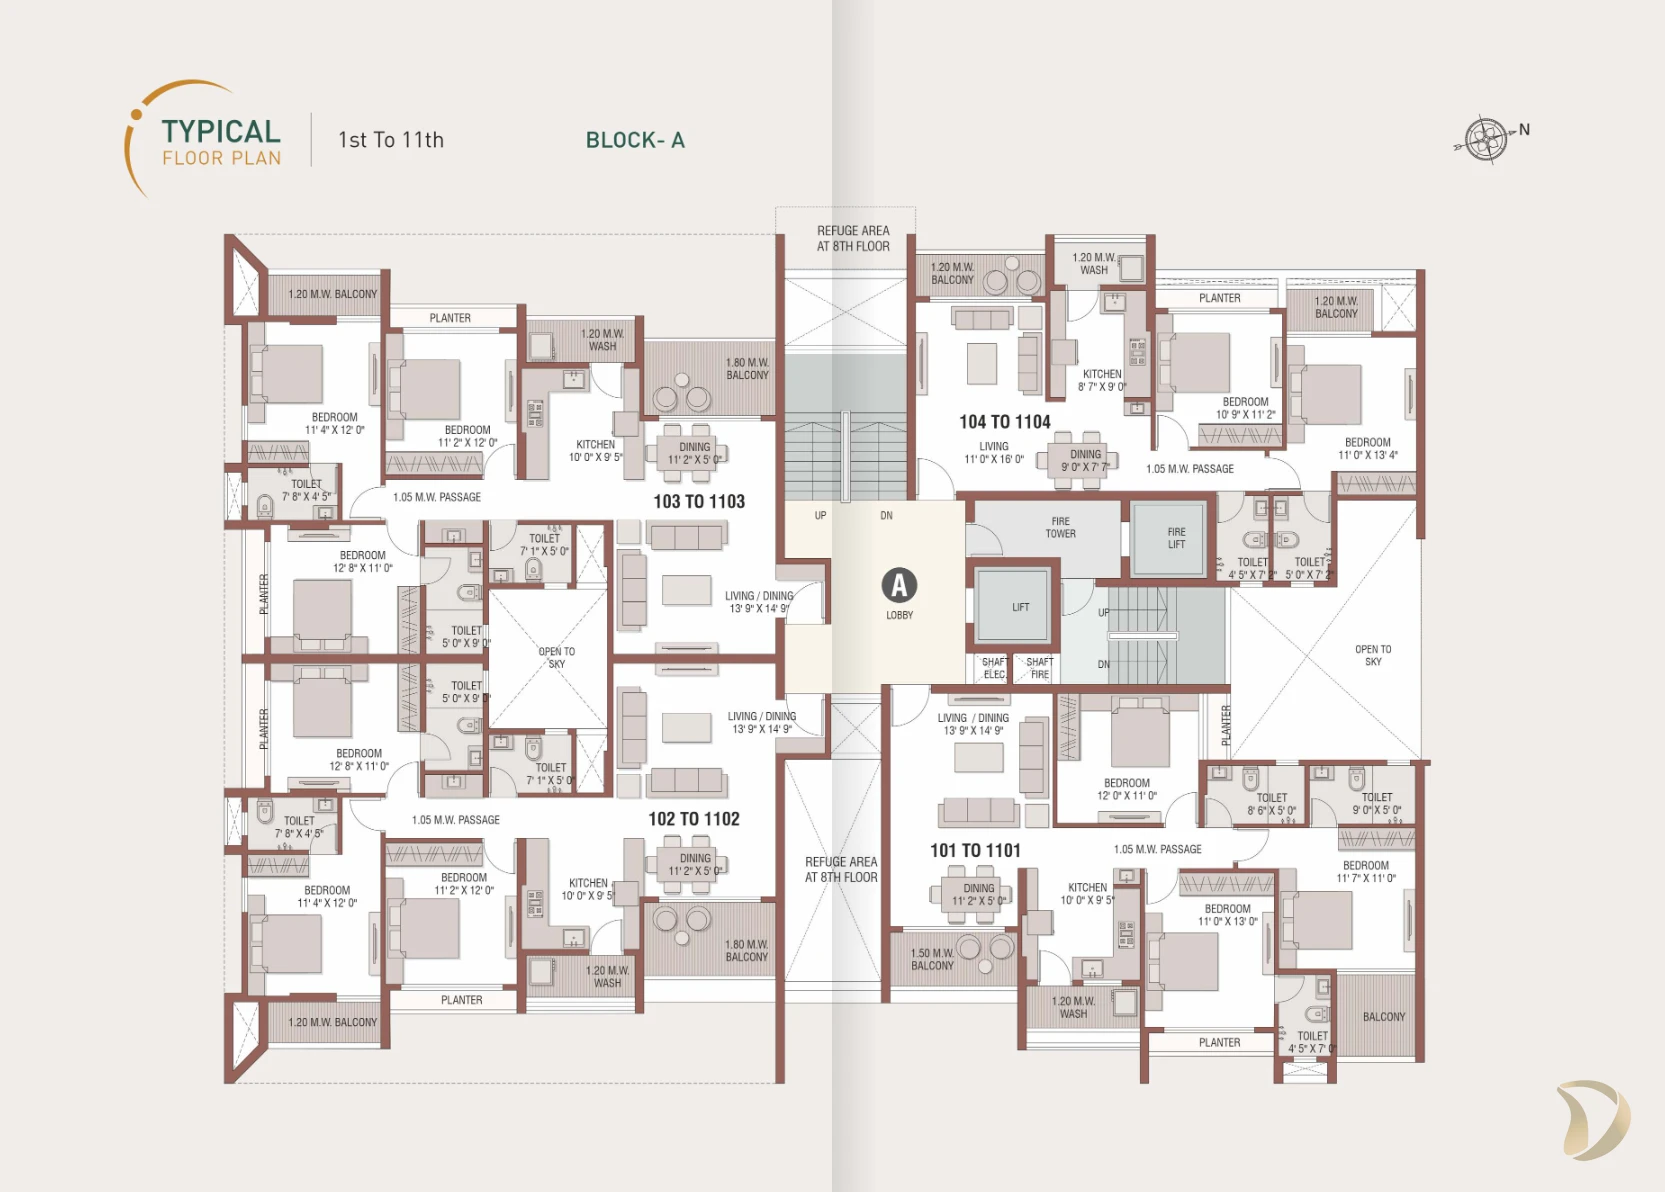 TYPICAL
FLOOR PLAN
1st To 11th
BLOCK- A
N
REFUGE AREA
AT 8TH FLOOR
1.20 M.W. BALCONY
PLANTER
1.20 M.W.
WASH
1.80 M.W.
BALCONY
BEDROOM
11' 4" X 12' 0"
BEDROOM
11' 2" X 12' 0"
KITCHEN
10' 0" X 9' 5"
DINING
11' 2" X 5' 0"
TOILET
7' 8" X 4' 5"
1.05 M.W. PASSAGE
103 TO 1103
BEDROOM
12' 8" X 11' 0"
PLANTER
TOILET
7' 1" X 5' 0"
TOILET
5' 0" X 9' 0"
LIVING / DINING
13' 9" X 14' 9"
OPEN TO
SKY
1.20 M.W.
BALCONY
1.20 M.W.
WASH
PLANTER
1.20 M.W.
BALCONY
KITCHEN
8' 7" X 9' 0"
BEDROOM
10' 9" X 11' 2"
104 TO 1104
LIVING
11' 0" X 16' 0"
DINING
9' 0" X 7' 7"
1.05 M.W. PASSAGE
BEDROOM
11' 0" X 13' 4"
UP
DN
FIRE
TOWER
FIRE
LIFT
TOILET
4' 5" X 7' 2"
TOILET
5' 0" X 7' 2"
A
LOBBY
LIFT
UP
DN
SHAFT
ELEC.
SHAFT
FIRE
OPEN TO
SKY
TOILET
5' 0" X 9' 0"
PLANTER
BEDROOM
12' 8" X 11' 0"
LIVING / DINING
13' 9" X 14' 9"
TOILET
7' 1" X 5' 0"
TOILET
7' 8" X 4' 5"
1.05 M.W. PASSAGE
102 TO 1102
BEDROOM
11' 4" X 12' 0"
BEDROOM
11' 2" X 12' 0"
KITCHEN
10' 0" X 9' 5"
DINING
11' 2" X 5' 0"
1.80 M.W.
BALCONY
1.20 M.W.
WASH
PLANTER
1.20 M.W. BALCONY
REFUGE AREA
AT 8TH FLOOR
LIVING / DINING
13' 9" X 14' 9"
PLANTER
BEDROOM
12' 0" X 11' 0"
TOILET
8' 6" X 5' 0"
TOILET
9' 0" X 5' 0"
101 TO 1101
1.05 M.W. PASSAGE
DINING
11' 2" X 5' 0"
KITCHEN
10' 0" X 9' 5"
BEDROOM
11' 0" X 13' 0"
BEDROOM
11' 7" X 11' 0"
1.50 M.W.
BALCONY
1.20 M.W.
WASH
PLANTER
TOILET
4' 5" X 7' 0"
BALCONY